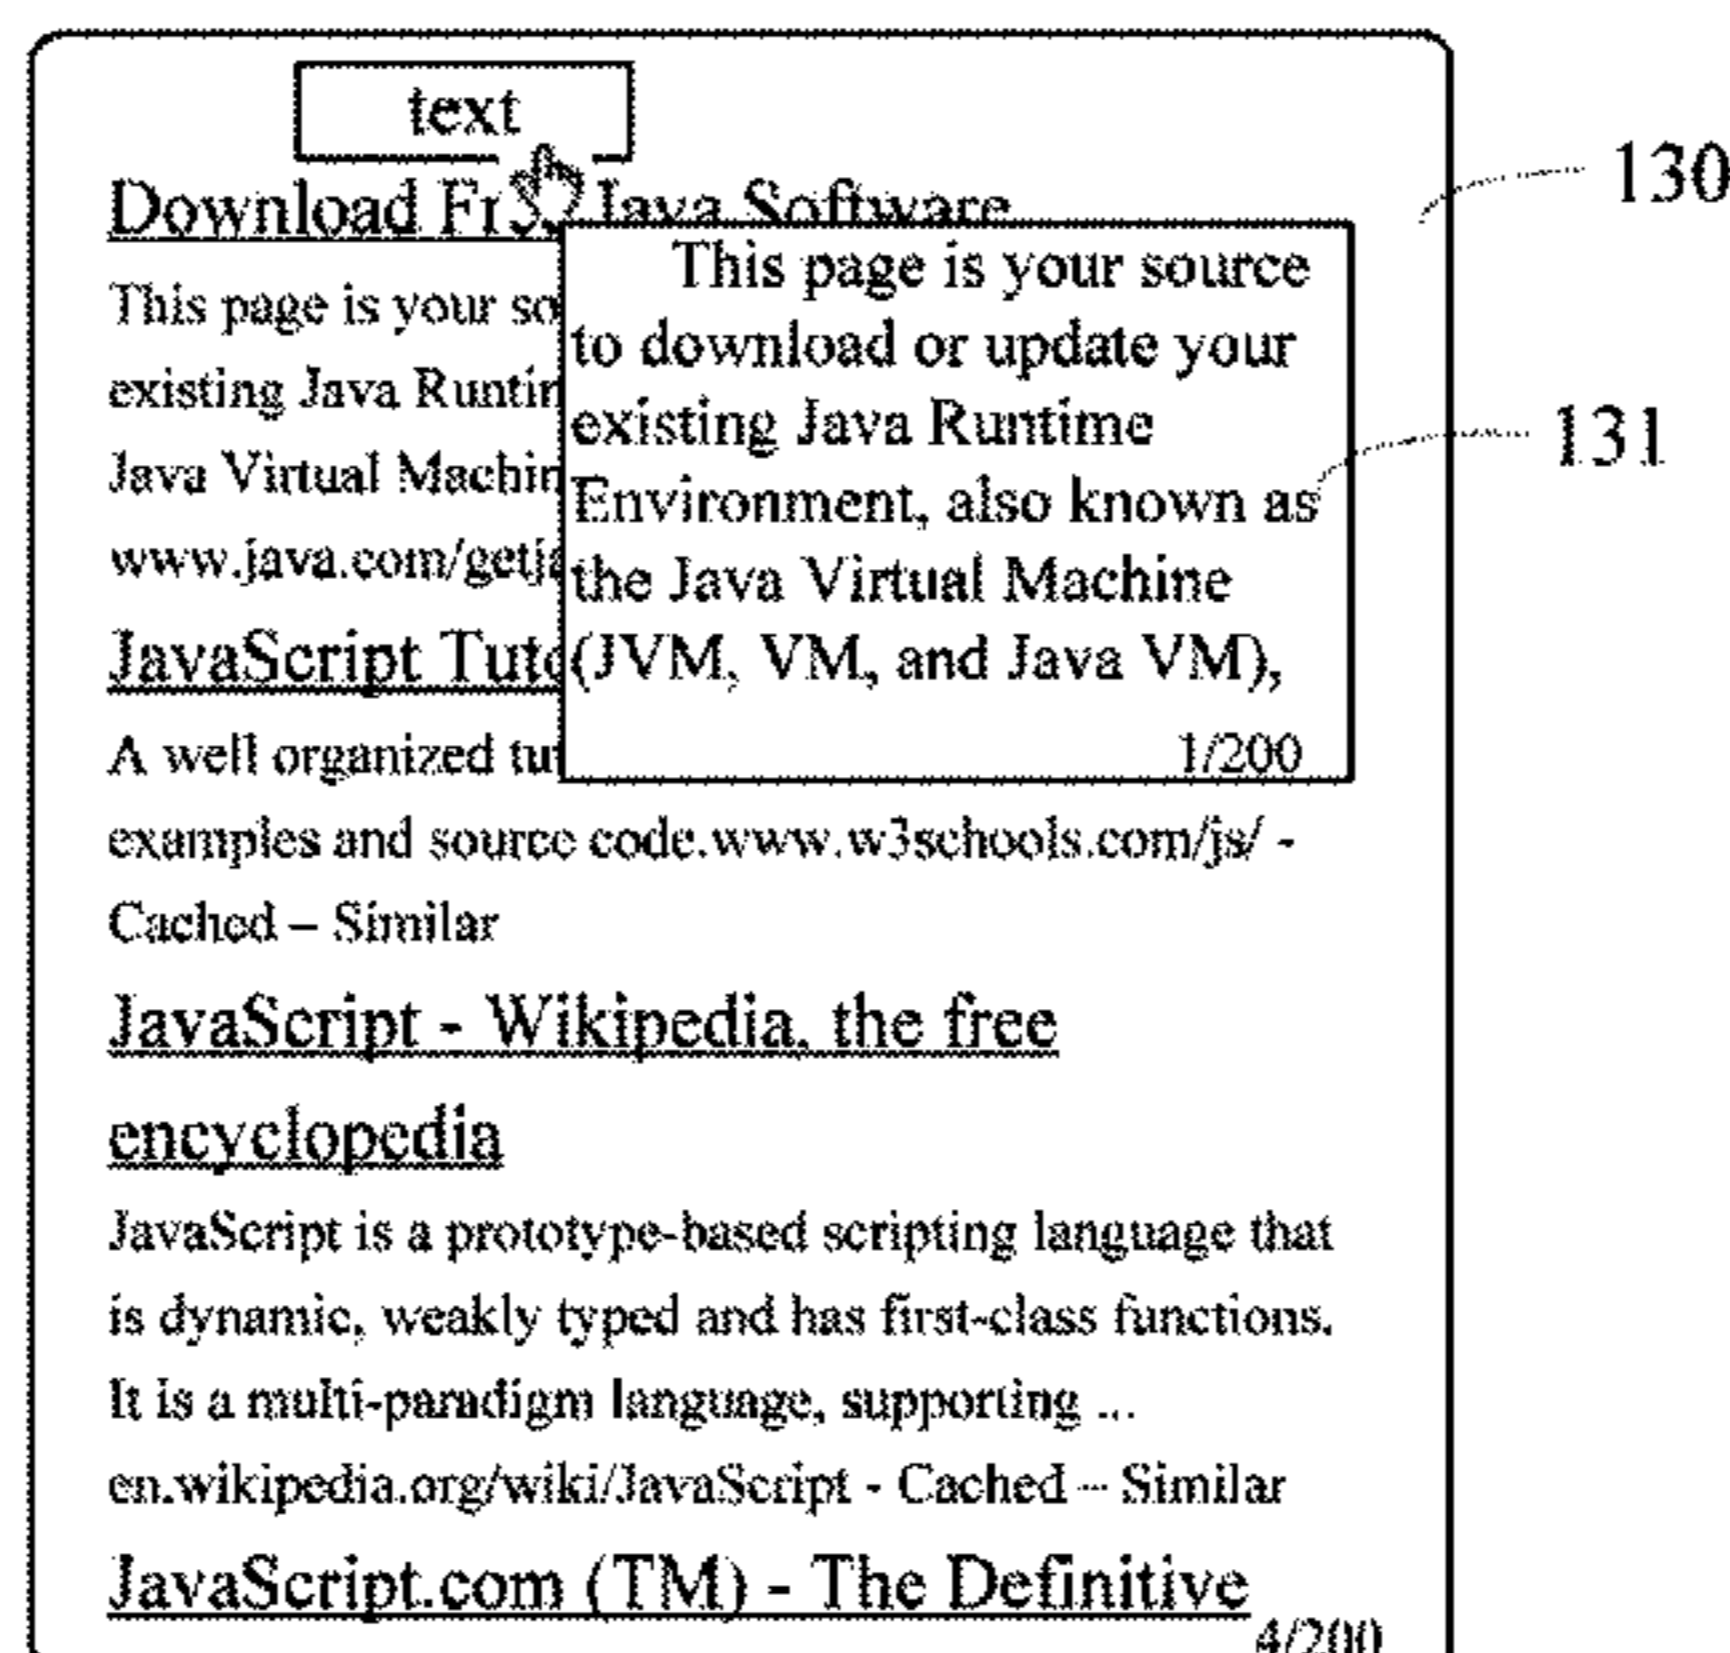 text
Download Fr Java Software
130
This page is your so
existing Java Runtin
Java Virtual Machin
www.java.com/getja
JavaScript Tuto
A well organized tut
This page is your source
to download or update your
existing Java Runtime
Environment, also known as
the Java Virtual Machine
(JVM, VM, and Java VM),
1/200
131
examples and source code.www.w3schools.com/js/ -
Cached – Similar
JavaScript - Wikipedia, the free
encyclopedia
JavaScript is a prototype-based scripting language that
is dynamic, weakly typed and has first-class functions.
It is a multi-paradigm language, supporting ...
en.wikipedia.org/wiki/JavaScript - Cached – Similar
JavaScript.com (TM) - The Definitive
4/200